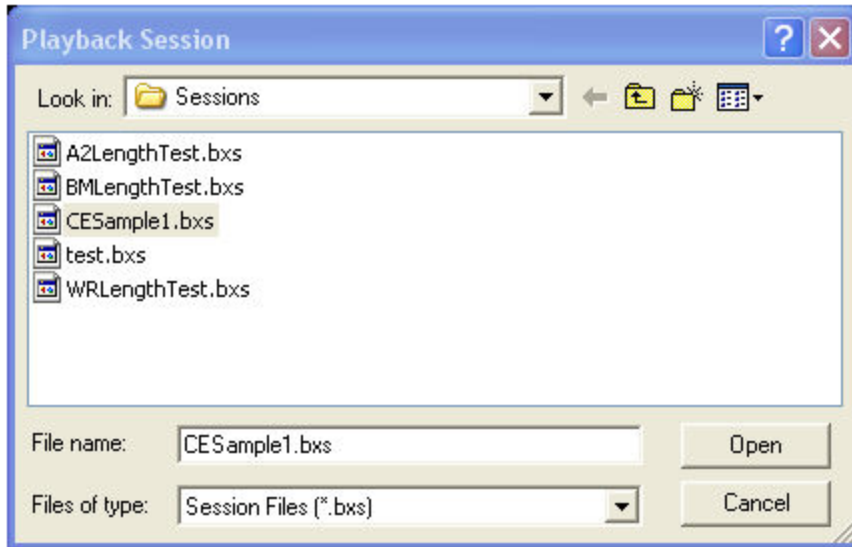 Playback Session
Look in: Sessions
A2LengthTest.bxs
BMLengthTest.bxs
CESample1.bxs
test.bxs
WRLengthTest.bxs
File name: CESample1.bxs Open
Files of type: Session Files (*.bxs) Cancel